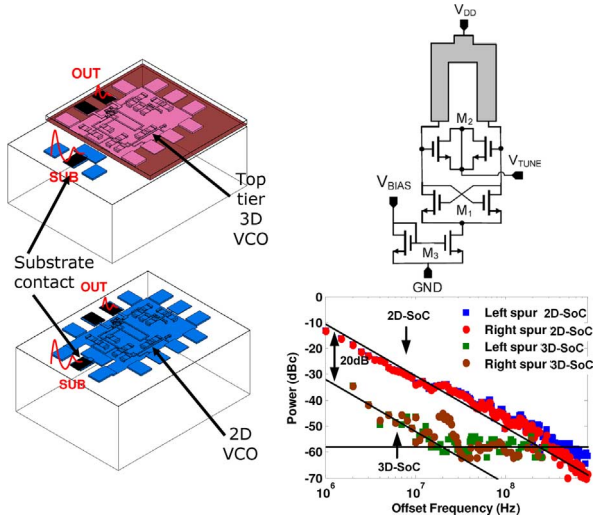 OUT
SUB
Top
tier
3D
VCO
Substrate
contact
OUT
SUB
2D
VCO
V_DD
M_2
V_TUNE
V_BIAS
M_1
M_3
GND
0
-10
-20
-30
-40
-50
-60
-70
Power (dBc)
2D-SoC
20dB
3D-SoC
Left spur 2D-SoC
Right spur 2D-SoC
Left spur 3D-SoC
Right spur 3D-SoC
10^6
10^7
10^8
Offset Frequency (Hz)